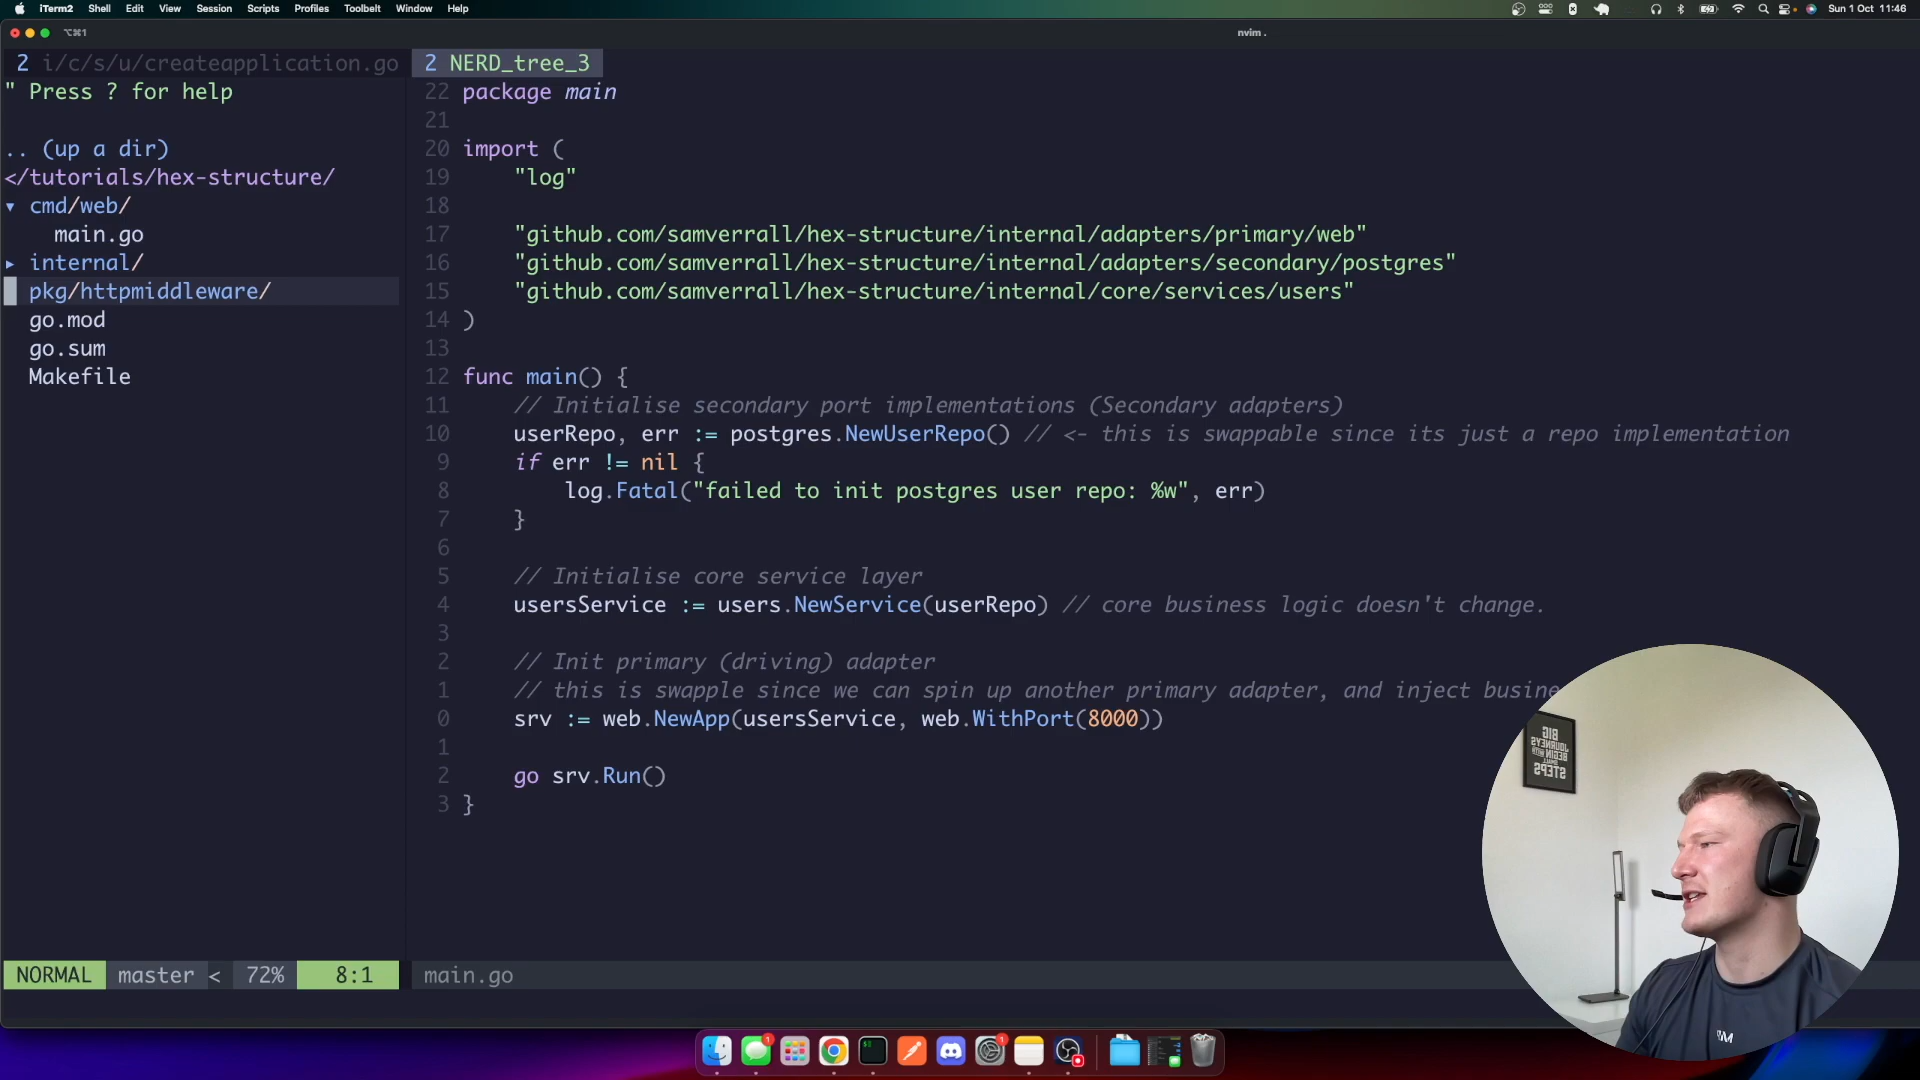 iTerm2 Shell Edit View Session Scripts Profiles Toolbelt Window Help
Sun 1 Oct 11:46
⌥⌘1
nvim .
2 i/c/s/u/createapplication.go
2 NERD_tree_3
" Press ? for help
.. (up a dir)
</tutorials/hex-structure/
▾ cmd/web/
main.go
▸ internal/
pkg/httpmiddleware/
go.mod
go.sum
Makefile
22 package main
21
20 import (
19 "log"
18
17 "github.com/samverrall/hex-structure/internal/adapters/primary/web"
16 "github.com/samverrall/hex-structure/internal/adapters/secondary/postgres"
15 "github.com/samverrall/hex-structure/internal/core/services/users"
14 )
13
12 func main() {
11 // Initialise secondary port implementations (Secondary adapters)
10 userRepo, err := postgres.NewUserRepo() // <- this is swappable since its just a repo implementation
9 if err != nil {
8 log.Fatal("failed to init postgres user repo: %w", err)
7 }
6
5 // Initialise core service layer
4 usersService := users.NewService(userRepo) // core business logic doesn't change.
3
2 // Init primary (driving) adapter
1 // this is swapple since we can spin up another primary adapter, and inject busine
0 srv := web.NewApp(usersService, web.WithPort(8000))
1
2 go srv.Run()
3 }
BIG
JOURNEYS
BEGIN WITH
SMALL
STEPS
NORMAL master < 72% 8:1
main.go
1
1